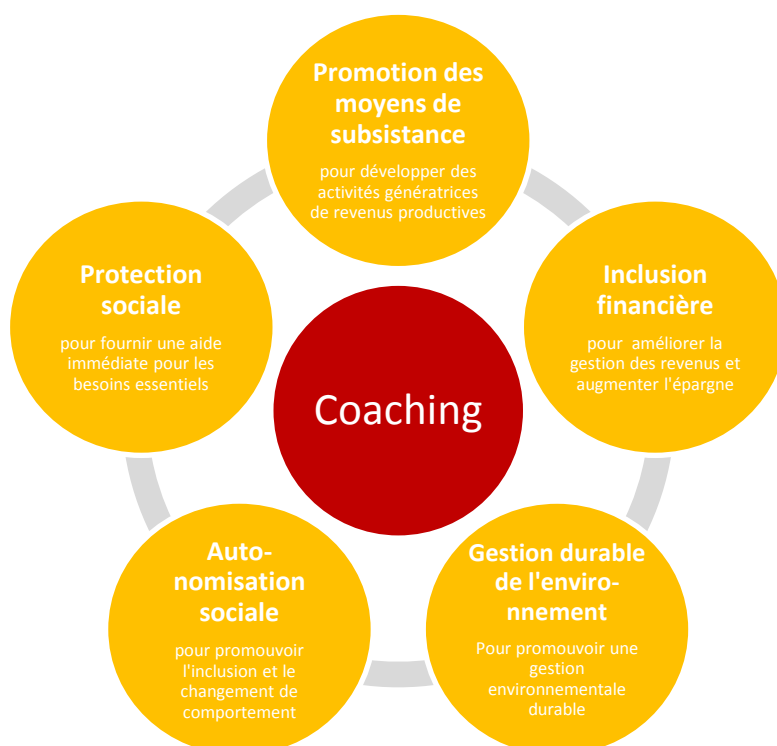 Promotion des
moyens de
subsistance
pour développer des
activités génératrices
de revenus productives
Inclusion
financière
pour améliorer la
gestion des revenus et
augmenter l'épargne
Gestion durable
de l'enviro-
nnement
Pour promouvoir une
gestion
environnementale
durable
Auto-
nomisation
sociale
pour promouvoir
l'inclusion et le
changement de
comportement
Protection
sociale
pour fournir une aide
immédiate pour les
besoins essentiels
Coaching